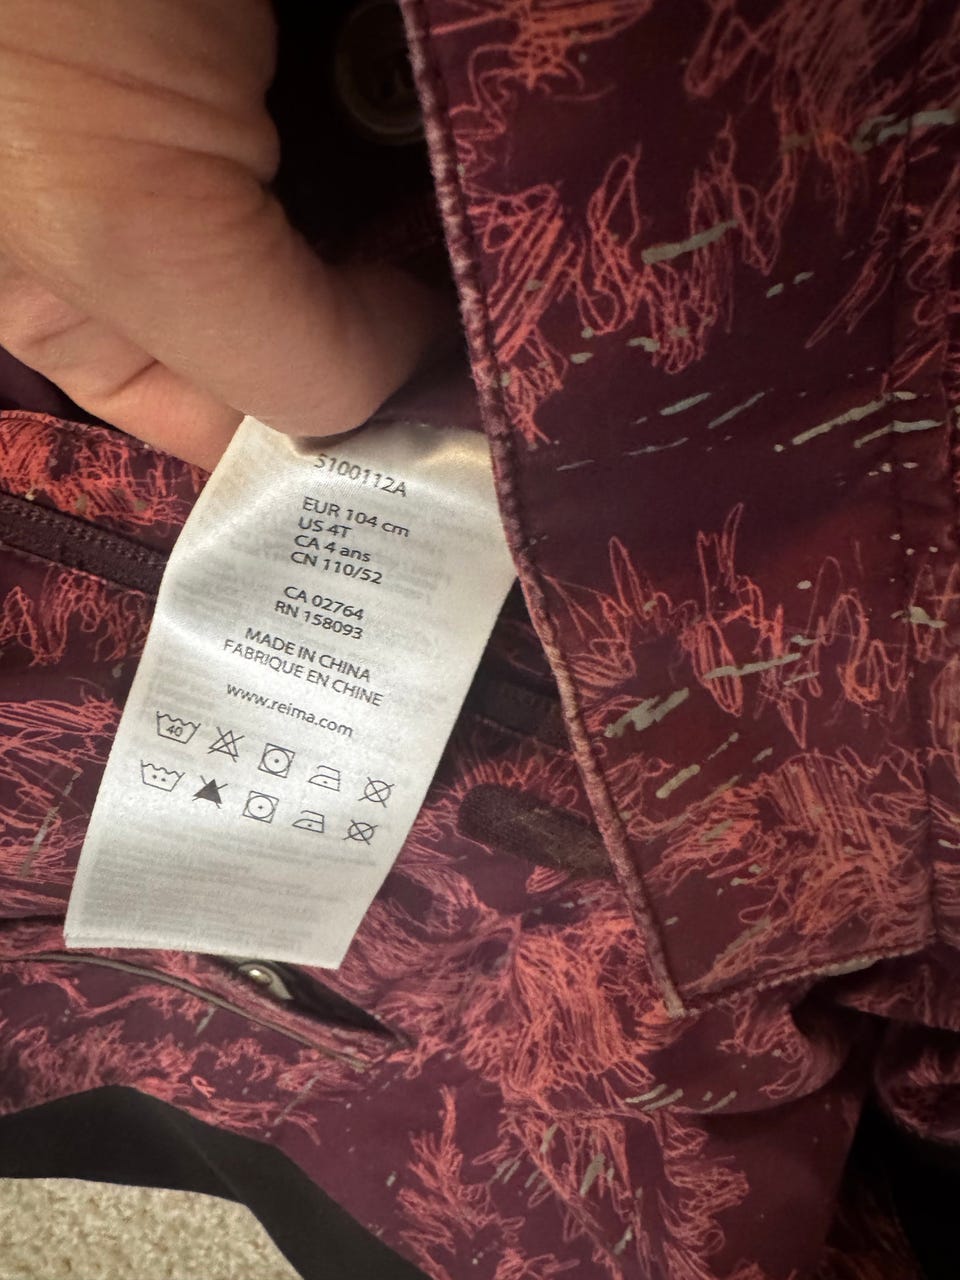 5100112A
EUR 104 cm
US 4T
CA 4 ans
CN 110/52
CA 02764
RN 158093
MADE IN CHINA
FABRIQUE EN CHINE
www.reima.com
40